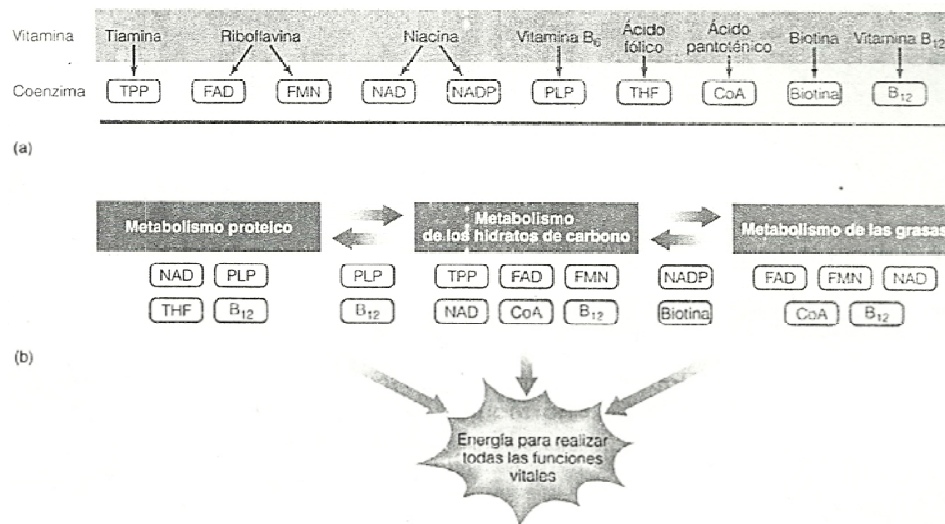 Vitamina Tiamina Riboflavina Niacina Vitamina B₆ Ácido fólico Ácido pantoténico Biotina Vitamina B₁₂
Coenzima TPP FAD FMN NAD NADP PLP THF CoA Biotina B₁₂
(a)
Metabolismo proteico Metabolismo de los hidratos de carbono Metabolismo de las grasas
NAD PLP PLP TPP FAD FMN NADP FAD FMN NAD
THF B₁₂ B₁₂ NAD CoA B₁₂ Biotina CoA B₁₂
(b)
Energía para realizar
todas las funciones
vitales